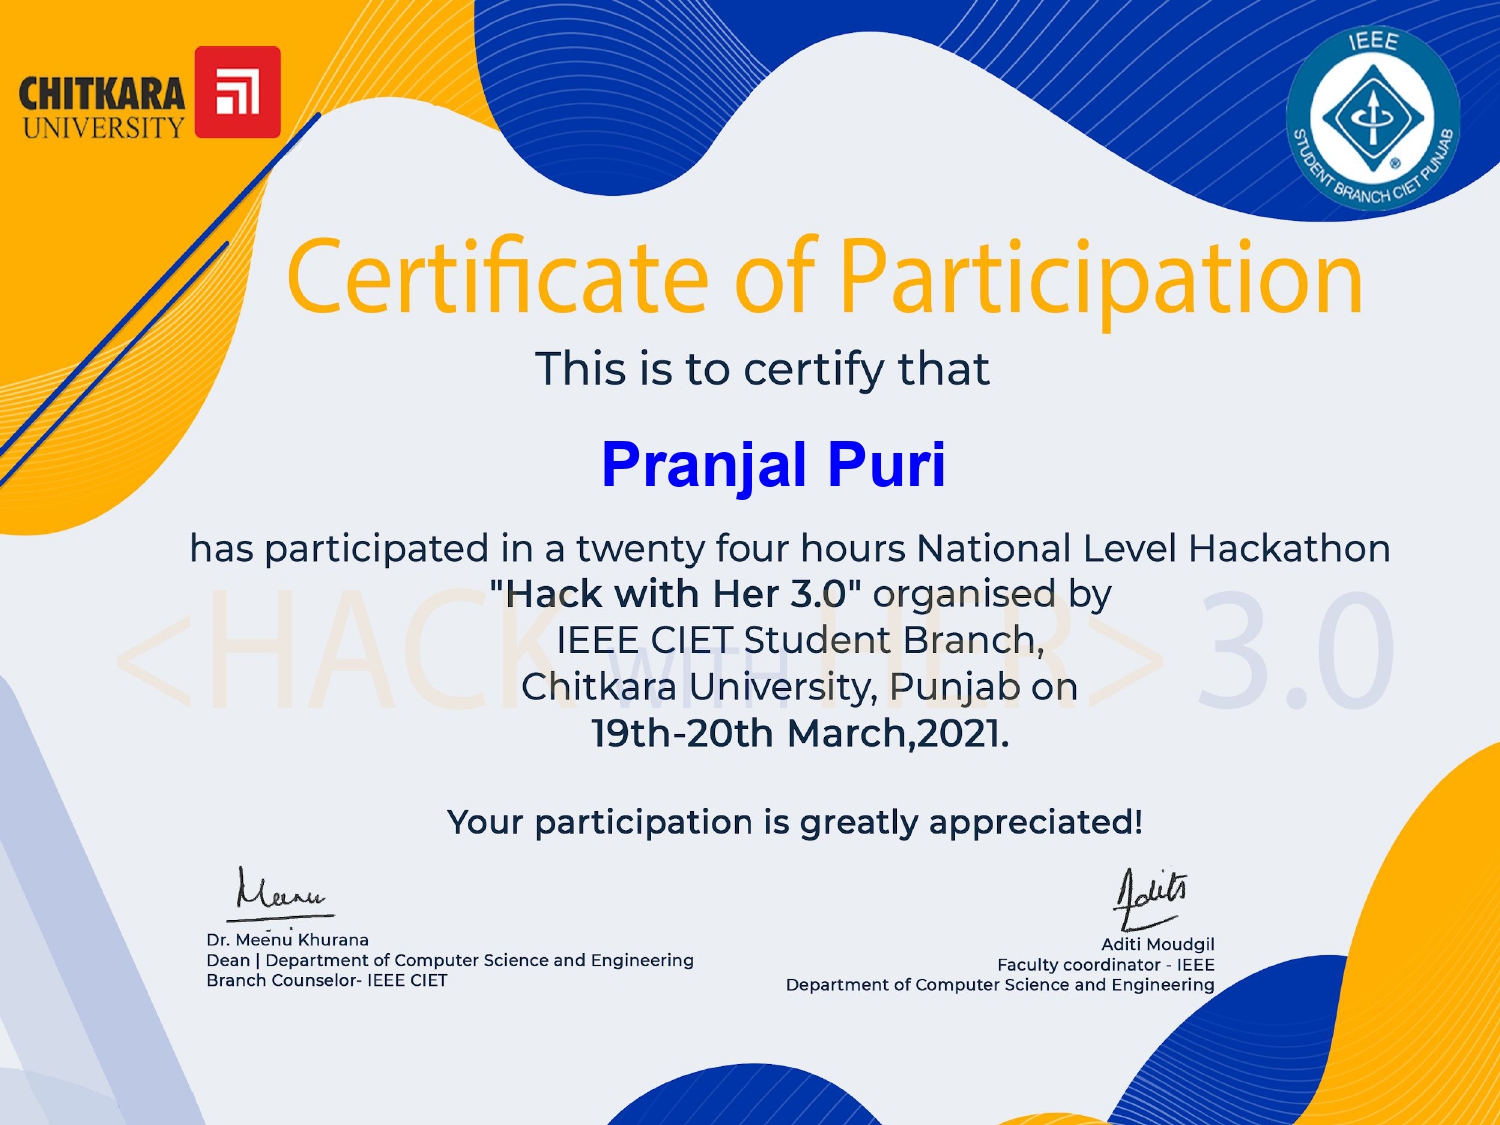 CHITKARA
UNIVERSITY
IEEE
STUDENT BRANCH CIET PUNJAB
®
Certificate of Participation
This is to certify that
Pranjal Puri
has participated in a twenty four hours National Level Hackathon
"Hack with Her 3.0" organised by
IEEE CIET Student Branch,
Chitkara University, Punjab on
19th-20th March,2021.
<HACK WITH HER> 3.0
Your participation is greatly appreciated!
Meenu
Dr. Meenu Khurana
Dean | Department of Computer Science and Engineering
Branch Counselor- IEEE CIET
Aditi
Aditi Moudgil
Faculty coordinator - IEEE
Department of Computer Science and Engineering